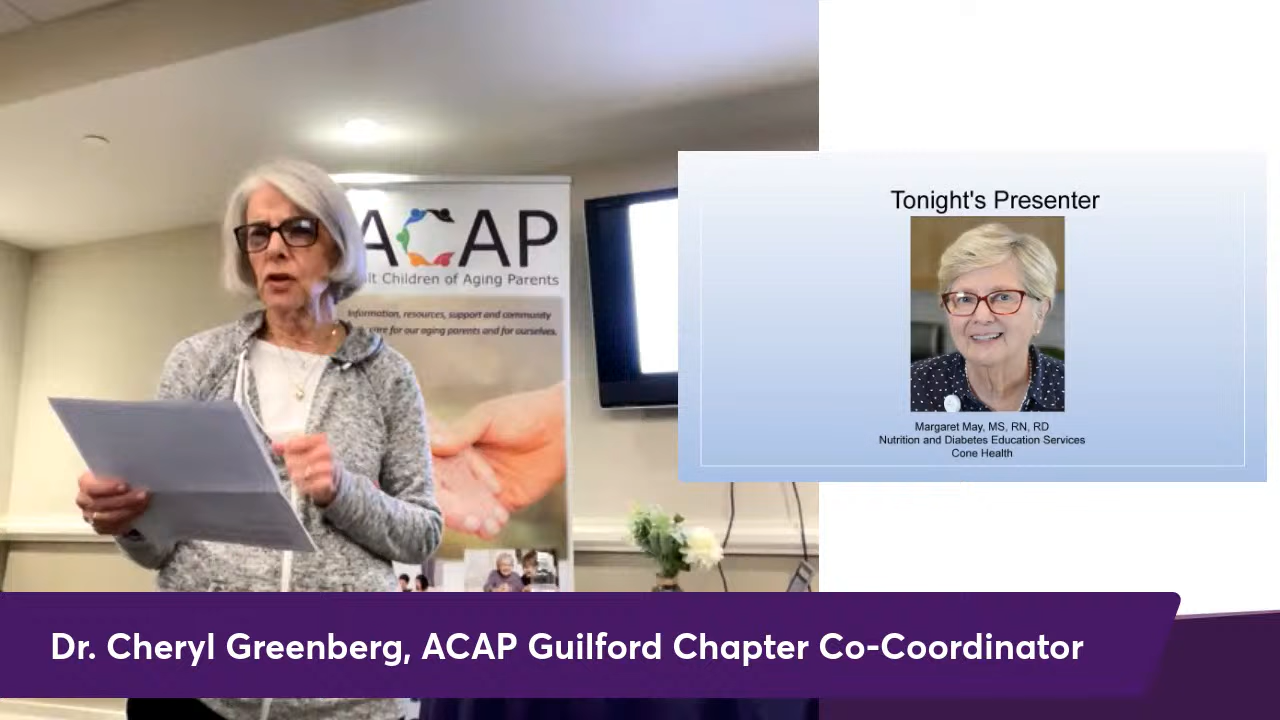 ACAP
lt Children of Aging Parents
Information, resources, support and community
care for our aging parents and for ourselves.
Tonight's Presenter
Margaret May, MS, RN, RD
Nutrition and Diabetes Education Services
Cone Health
Dr. Cheryl Greenberg, ACAP Guilford Chapter Co-Coordinator